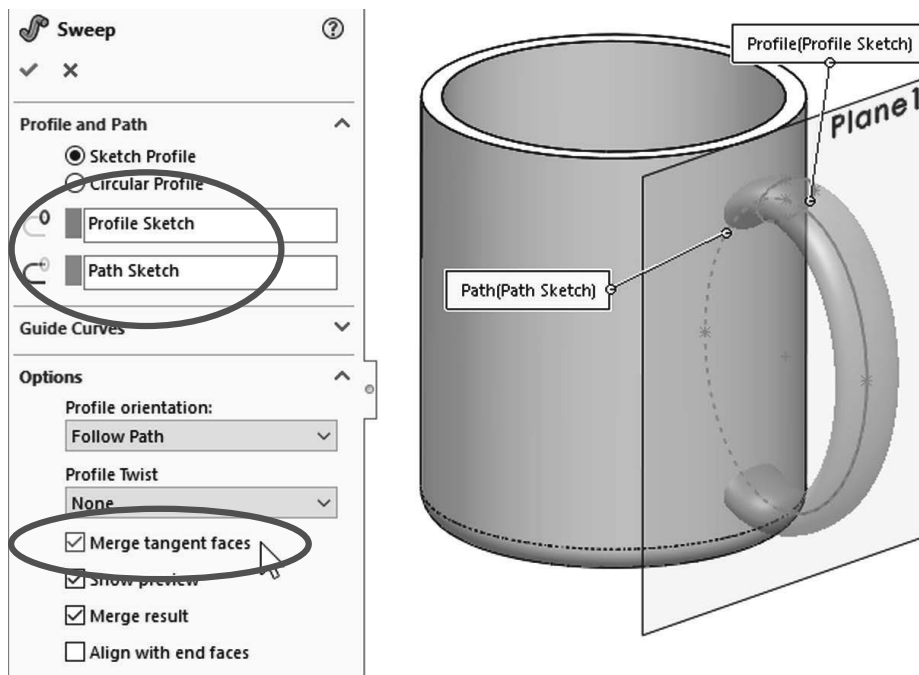 Sweep
Profile and Path
Sketch Profile
Circular Profile
Profile Sketch
Path Sketch
Guide Curves
Options
Profile orientation:
Follow Path
Profile Twist
None
Merge tangent faces
Show preview
Merge result
Align with end faces
Profile(Profile Sketch)
Plane1
Path(Path Sketch)